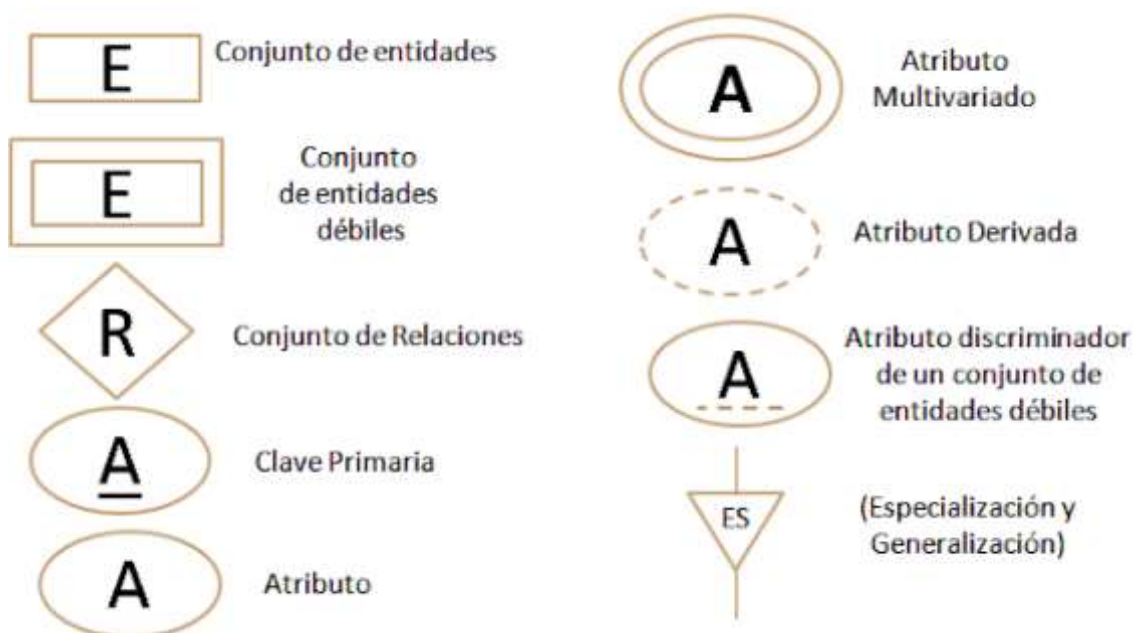 E
Conjunto de entidades
E
Conjunto
de entidades
débiles
R
Conjunto de Relaciones
A
Clave Primaria
A
Atributo
A
Atributo
Multivariado
A
Atributo Derivada
A
Atributo discriminador
de un conjunto de
entidades débiles
ES
(Especialización y
Generalización)